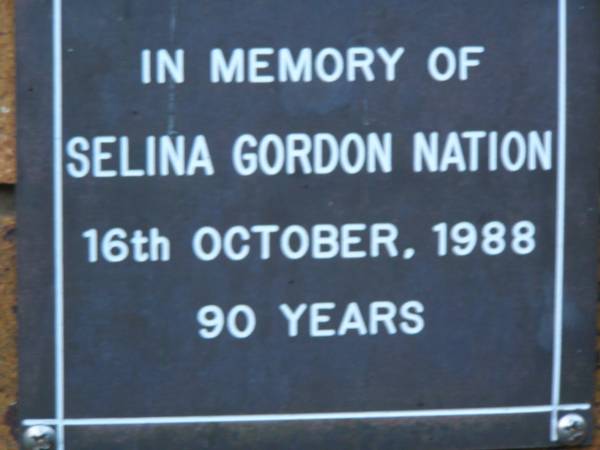 IN MEMORY OF
SELINA GORDON NATION
16th OCTOBER, 1988
90 YEARS